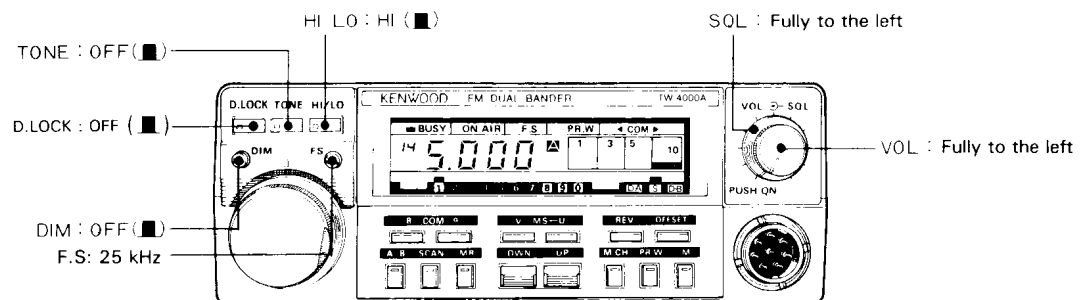 HI LO : HI
SQL : Fully to the left
TONE : OFF
D.LOCK : OFF
DIM : OFF
F.S: 25 kHz
VOL : Fully to the left
D.LOCK TONE HI/LO
DIM FS
KENWOOD FM DUAL BANDER TW 4000A
BUSY ON AIR F.S PR.W ◄ COM ►
14 5.000 A 1 3 5 10
1 6 7 8 9 0 DA S DB
B COM G V MS-U REV OFFSET
A B SCAN MR DWN UP M.CH PR.W M
VOL SQL
PUSH ON